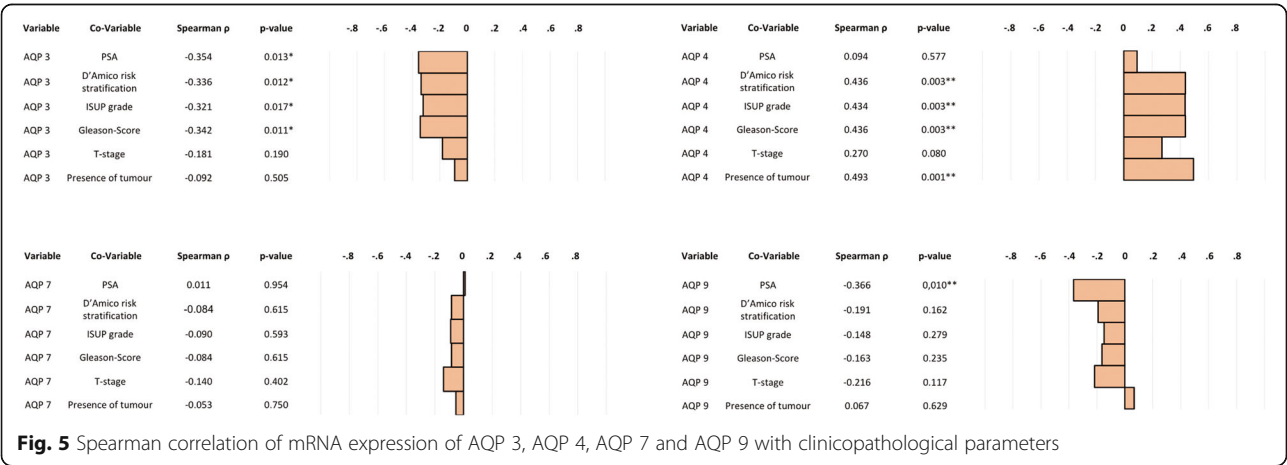 Variable Co-Variable Spearman ρ p-value -.8 -.6 -.4 -.2 0 .2 .4 .6 .8
AQP 3 PSA -0.354 0.013*
AQP 3 D'Amico risk stratification -0.336 0.012*
AQP 3 ISUP grade -0.321 0.017*
AQP 3 Gleason-Score -0.342 0.011*
AQP 3 T-stage -0.181 0.190
AQP 3 Presence of tumour -0.092 0.505
Variable Co-Variable Spearman ρ p-value -.8 -.6 -.4 -.2 0 .2 .4 .6 .8
AQP 4 PSA 0.094 0.577
AQP 4 D'Amico risk stratification 0.436 0.003**
AQP 4 ISUP grade 0.434 0.003**
AQP 4 Gleason-Score 0.436 0.003**
AQP 4 T-stage 0.270 0.080
AQP 4 Presence of tumour 0.493 0.001**
Variable Co-Variable Spearman ρ p-value -.8 -.6 -.4 -.2 0 .2 .4 .6 .8
AQP 7 PSA 0.011 0.954
AQP 7 D'Amico risk stratification -0.084 0.615
AQP 7 ISUP grade -0.090 0.593
AQP 7 Gleason-Score -0.084 0.615
AQP 7 T-stage -0.140 0.402
AQP 7 Presence of tumour -0.053 0.750
Variable Co-Variable Spearman ρ p-value -.8 -.6 -.4 -.2 0 .2 .4 .6 .8
AQP 9 PSA -0.366 0,010**
AQP 9 D'Amico risk stratification -0.191 0.162
AQP 9 ISUP grade -0.148 0.279
AQP 9 Gleason-Score -0.163 0.235
AQP 9 T-stage -0.216 0.117
AQP 9 Presence of tumour 0.067 0.629
Fig. 5 Spearman correlation of mRNA expression of AQP 3, AQP 4, AQP 7 and AQP 9 with clinicopathological parameters